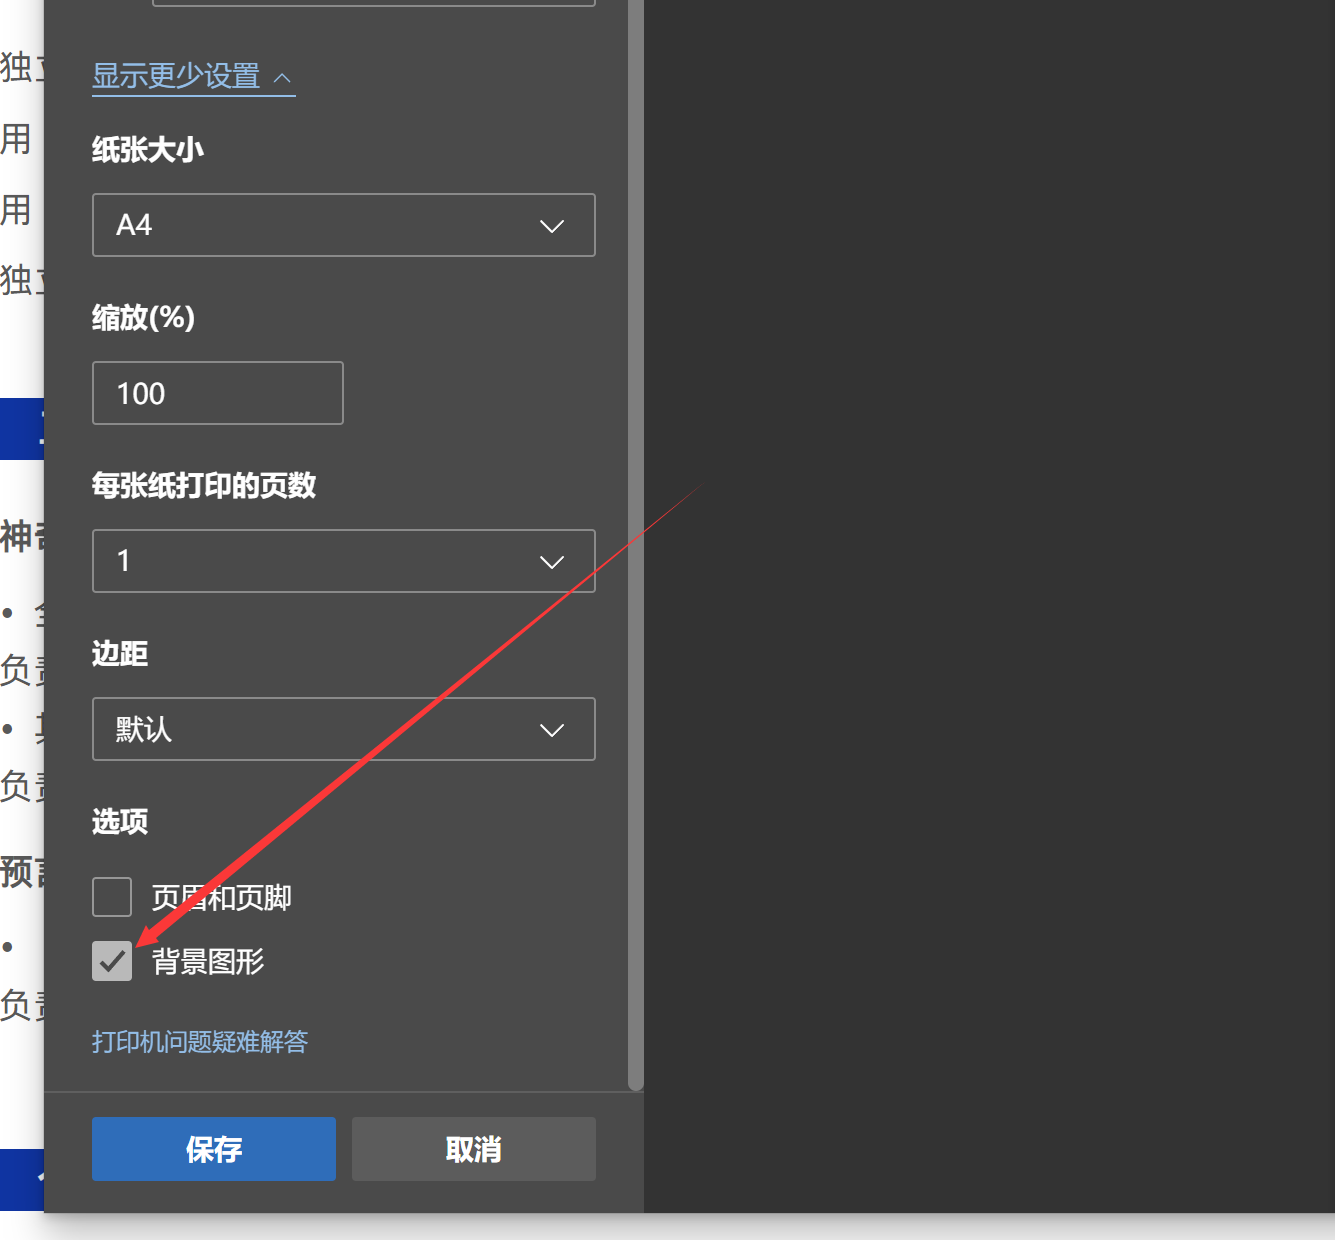 显示更少设置
纸张大小
A4
缩放(%)
100
每张纸打印的页数
1
边距
默认
选项
页眉和页脚
背景图形
打印机问题疑难解答
保存
取消
独
用
用
独
神
负
负
预
负